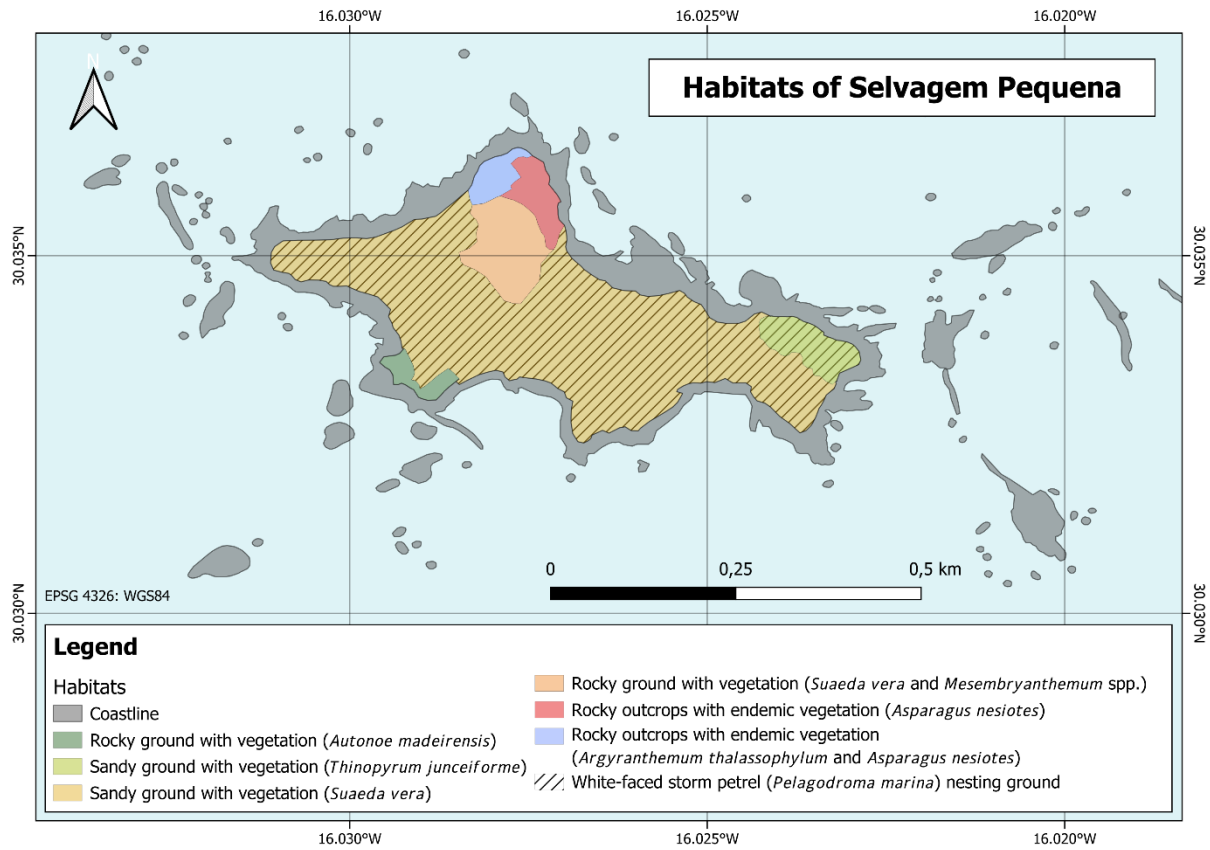 16.030°W 16.025°W 16.020°W
N
Habitats of Selvagem Pequena
30.035°N 30.035°N
0 0,25 0,5 km
EPSG 4326: WGS84
30.030°N 30.030°N
Legend
Habitats
Coastline
Rocky ground with vegetation (Autonoe madeirensis)
Sandy ground with vegetation (Thinopyrum junceiforme)
Sandy ground with vegetation (Suaeda vera)
Rocky ground with vegetation (Suaeda vera and Mesembryanthemum spp.)
Rocky outcrops with endemic vegetation (Asparagus nesiotes)
Rocky outcrops with endemic vegetation
(Argyranthemum thalassophylum and Asparagus nesiotes)
White-faced storm petrel (Pelagodroma marina) nesting ground
16.030°W 16.025°W 16.020°W